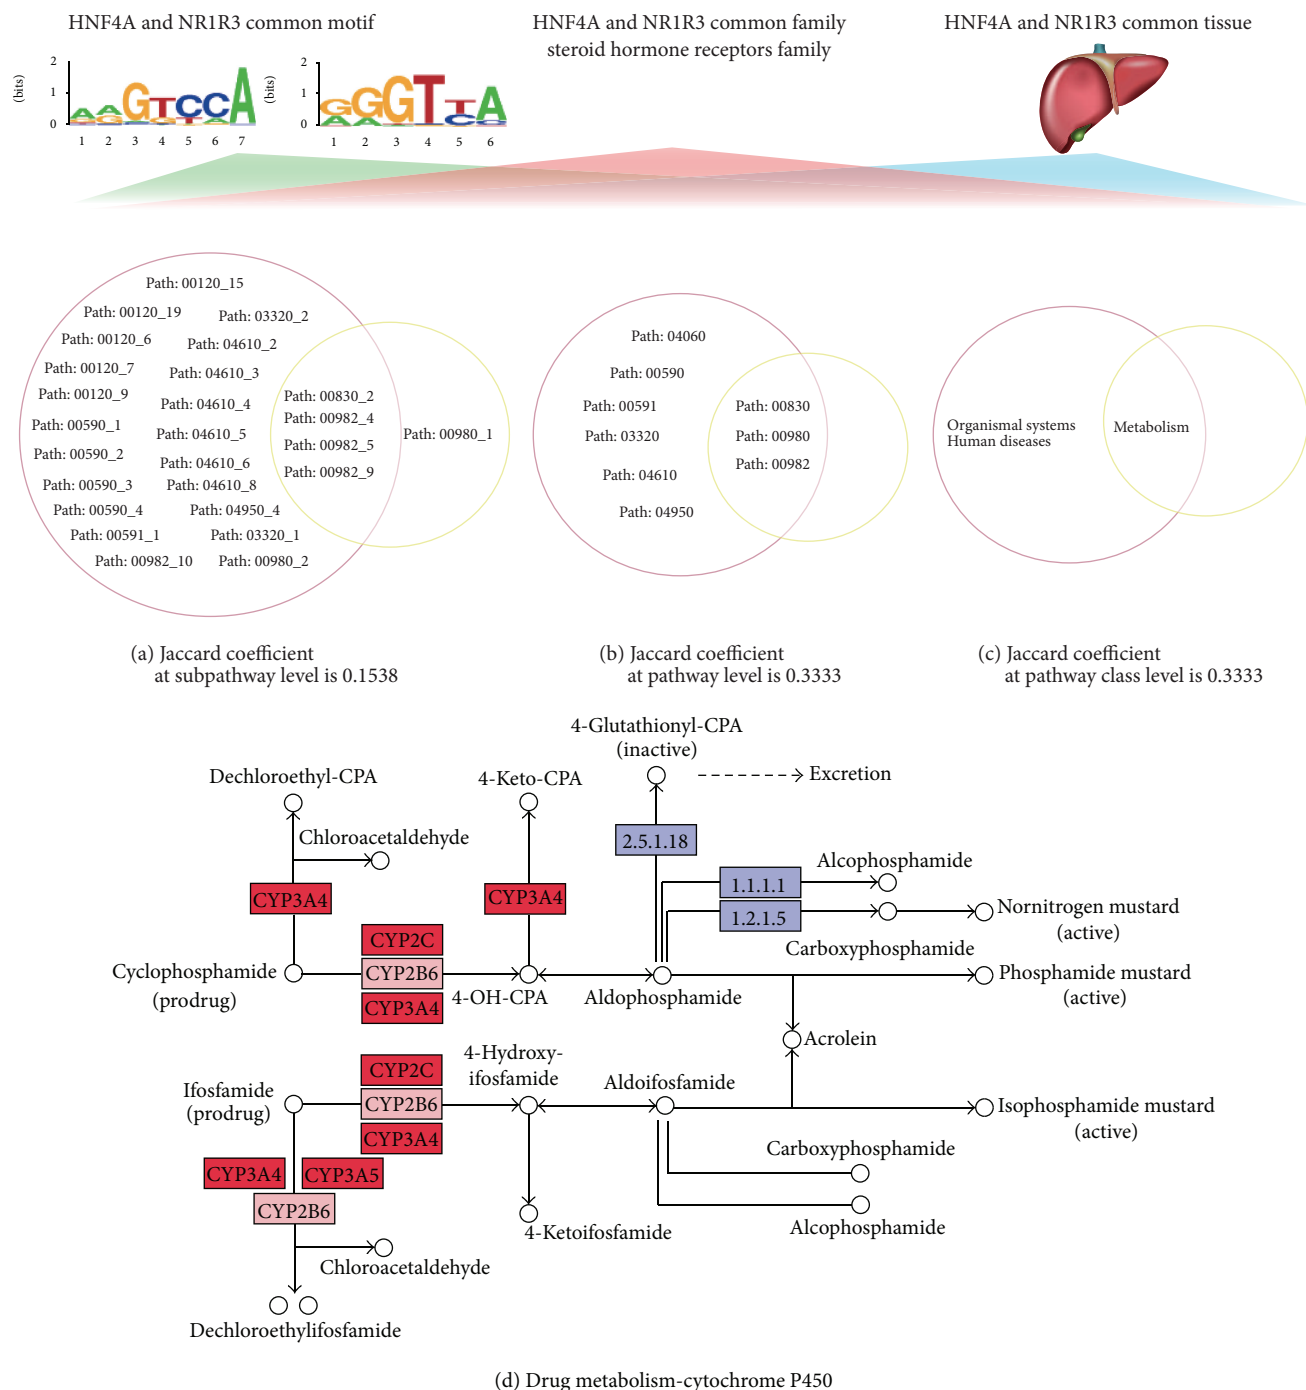 HNF4A and NR1R3 common motif
HNF4A and NR1R3 common family
steroid hormone receptors family
HNF4A and NR1R3 common tissue
(bits)
2
1
0
AAGTCCA
1 2 3 4 5 6 7
(bits)
2
1
0
GGGTTA
1 2 3 4 5 6
Path: 00120_15
Path: 00120_19
Path: 03320_2
Path: 00120_6
Path: 04610_2
Path: 00120_7
Path: 04610_3
Path: 00120_9
Path: 04610_4
Path: 00590_1
Path: 04610_5
Path: 00590_2
Path: 04610_6
Path: 00590_3
Path: 04610_8
Path: 00590_4
Path: 04950_4
Path: 00591_1
Path: 03320_1
Path: 00982_10
Path: 00980_2
Path: 00830_2
Path: 00982_4
Path: 00982_5
Path: 00982_9
Path: 00980_1
Path: 04060
Path: 00590
Path: 00591
Path: 03320
Path: 04610
Path: 04950
Path: 00830
Path: 00980
Path: 00982
Organismal systems
Human diseases
Metabolism
(a) Jaccard coefficient
at subpathway level is 0.1538
(b) Jaccard coefficient
at pathway level is 0.3333
(c) Jaccard coefficient
at pathway class level is 0.3333
4-Glutathionyl-CPA
(inactive)
Excretion
Dechloroethyl-CPA
4-Keto-CPA
Chloroacetaldehyde
2.5.1.18
Alcophosphamide
CYP3A4
CYP3A4
1.1.1.1
1.2.1.5
Nornitrogen mustard
(active)
Carboxyphosphamide
CYP2C
Cyclophosphamide
(prodrug)
CYP2B6
CYP3A4
4-OH-CPA
Aldophosphamide
Phosphamide mustard
(active)
Acrolein
4-Hydroxy-
ifosfamide
CYP2C
Ifosfamide
(prodrug)
CYP2B6
CYP3A4
Aldoifosfamide
Isophosphamide mustard
(active)
CYP3A4
CYP3A5
CYP2B6
Carboxyphosphamide
Alcophosphamide
4-Ketoifosfamide
Chloroacetaldehyde
Dechloroethylifosfamide
(d) Drug metabolism-cytochrome P450